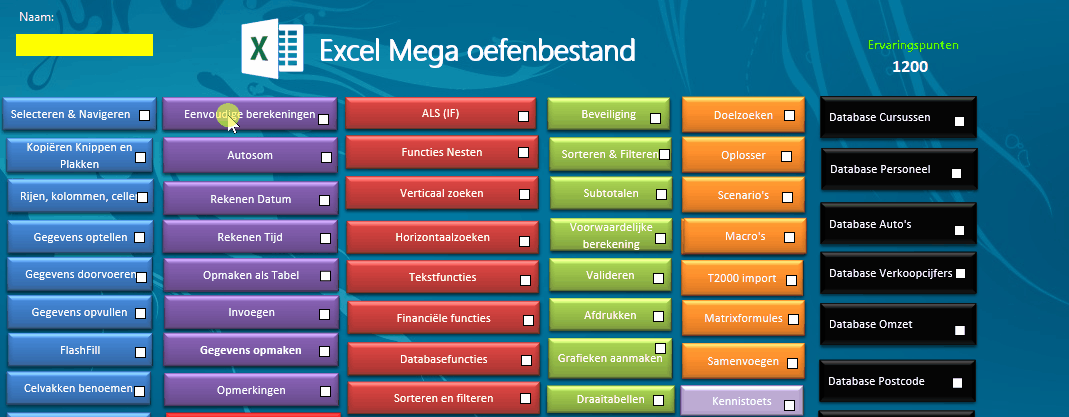 Naam:
X
Excel Mega oefenbestand
Ervaringspunten
1200
Selecteren & Navigeren
Eenvoudige berekeningen
ALS (IF)
Beveiliging
Doelzoeken
Database Cursussen
Kopiëren Knippen en
Plakken
Autosom
Functies Nesten
Sorteren & Filteren
Oplosser
Database Personeel
Rijen, kolommen, cellen
Rekenen Datum
Verticaal zoeken
Subtotalen
Scenario's
Database Auto's
Gegevens optellen
Rekenen Tijd
Horizontaalzoeken
Voorwaardelijke
berekening
Macro's
Database Verkoopcijfers
Gegevens doorvoeren
Opmaken als Tabel
Tekstfuncties
Valideren
T2000 import
Database Omzet
Gegevens opvullen
Invoegen
Financiële functies
Afdrukken
Matrixformules
FlashFill
Gegevens opmaken
Databasefuncties
Grafieken aanmaken
Samenvoegen
Database Postcode
Celvakken benoemen
Opmerkingen
Sorteren en filteren
Draaitabellen
Kennistoets